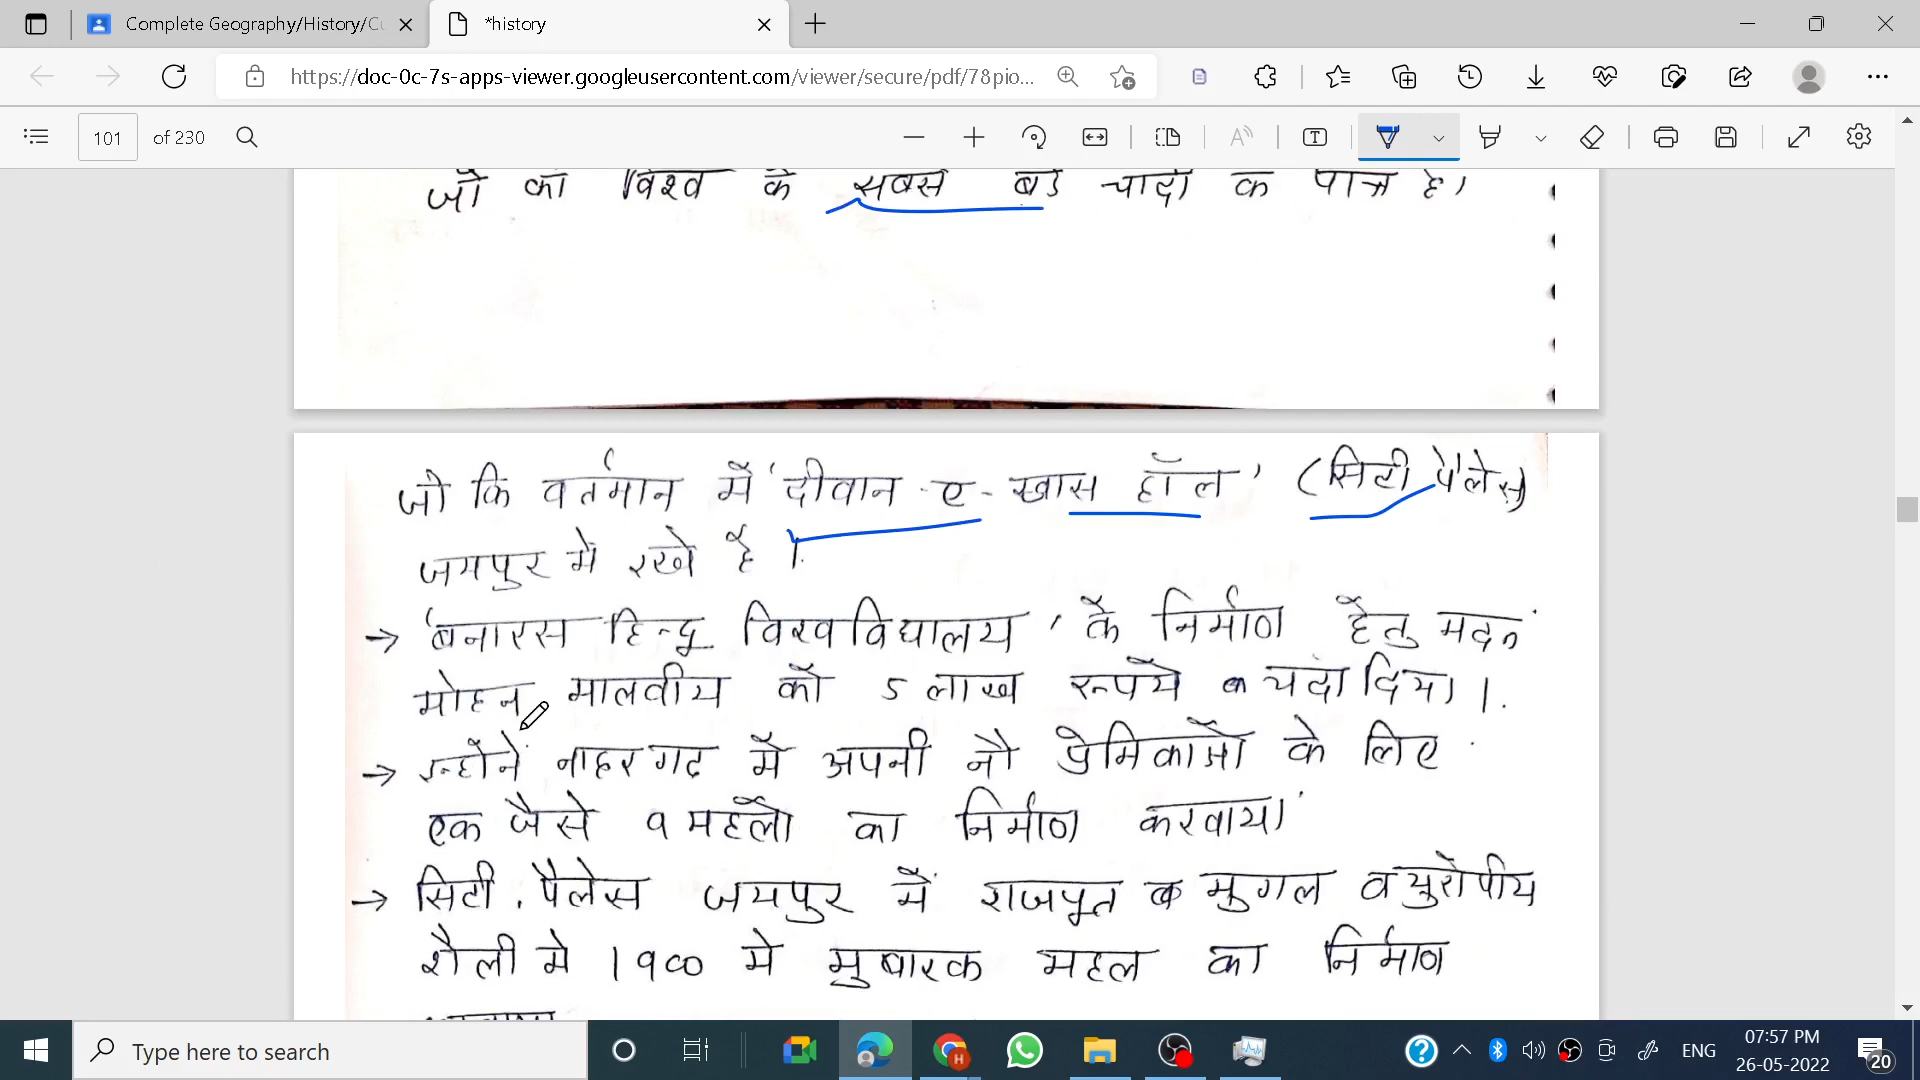 Complete Geography/History/Cu
*history
https://doc-0c-7s-apps-viewer.googleusercontent.com/viewer/secure/pdf/78pio...
101 of 230
जो की विश्व के सबसे बडे चांदी के पात्र है।
जो कि वर्तमान में 'दीवान-ए-खास हॉल' (सिटी पैलेस)
जयपुर में रखे है।
→ 'बनारस हिन्दू विश्वविद्यालय' के निर्माण हेतु मदन
मोहन मालवीय को 5 लाख रूपये चदा दिया।
→ इन्होंने नाहरगढ में अपनी नौ प्रेमिकाओं के लिए
एक जैसे 9 महलों का निर्माण करवाया।
→ सिटी पैलेस जयपुर में राजपूत मुगल व युरोपीय
शैली मे 1900 मे मुबारक महल का निर्माण
Type here to search
ENG
07:57 PM
26-05-2022
20